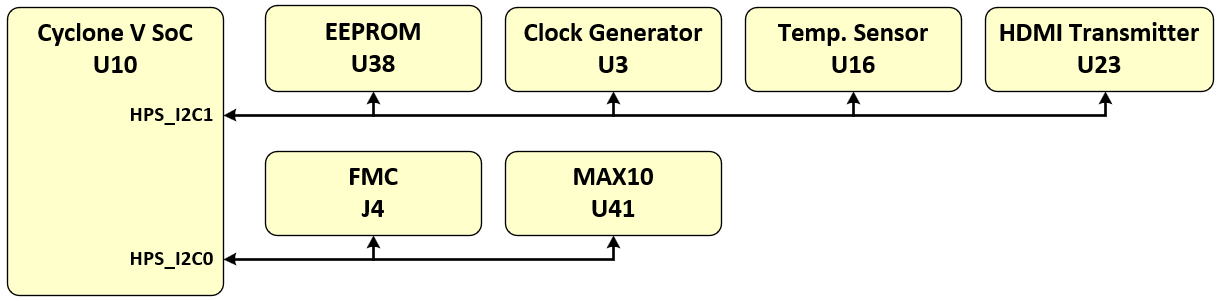 Cyclone V SoC
U10
EEPROM
U38
Clock Generator
U3
Temp. Sensor
U16
HDMI Transmitter
U23
HPS_I2C1
FMC
J4
MAX10
U41
HPS_I2C0